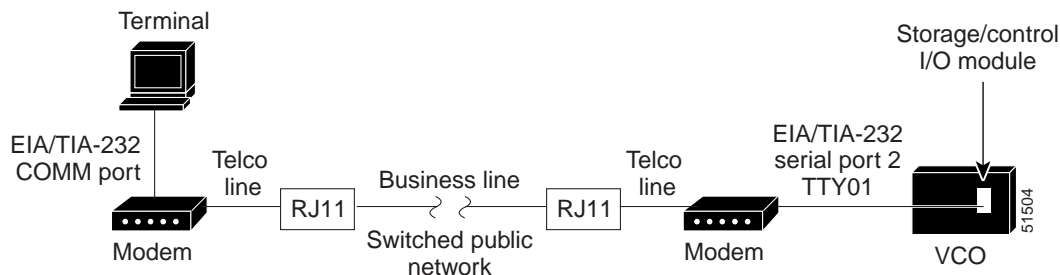 Terminal
Storage/control
I/O module
EIA/TIA-232
COMM port
Telco
line
RJ11
Business line
Switched public
network
RJ11
Telco
line
EIA/TIA-232
serial port 2
TTY01
Modem
Modem
VCO
51504